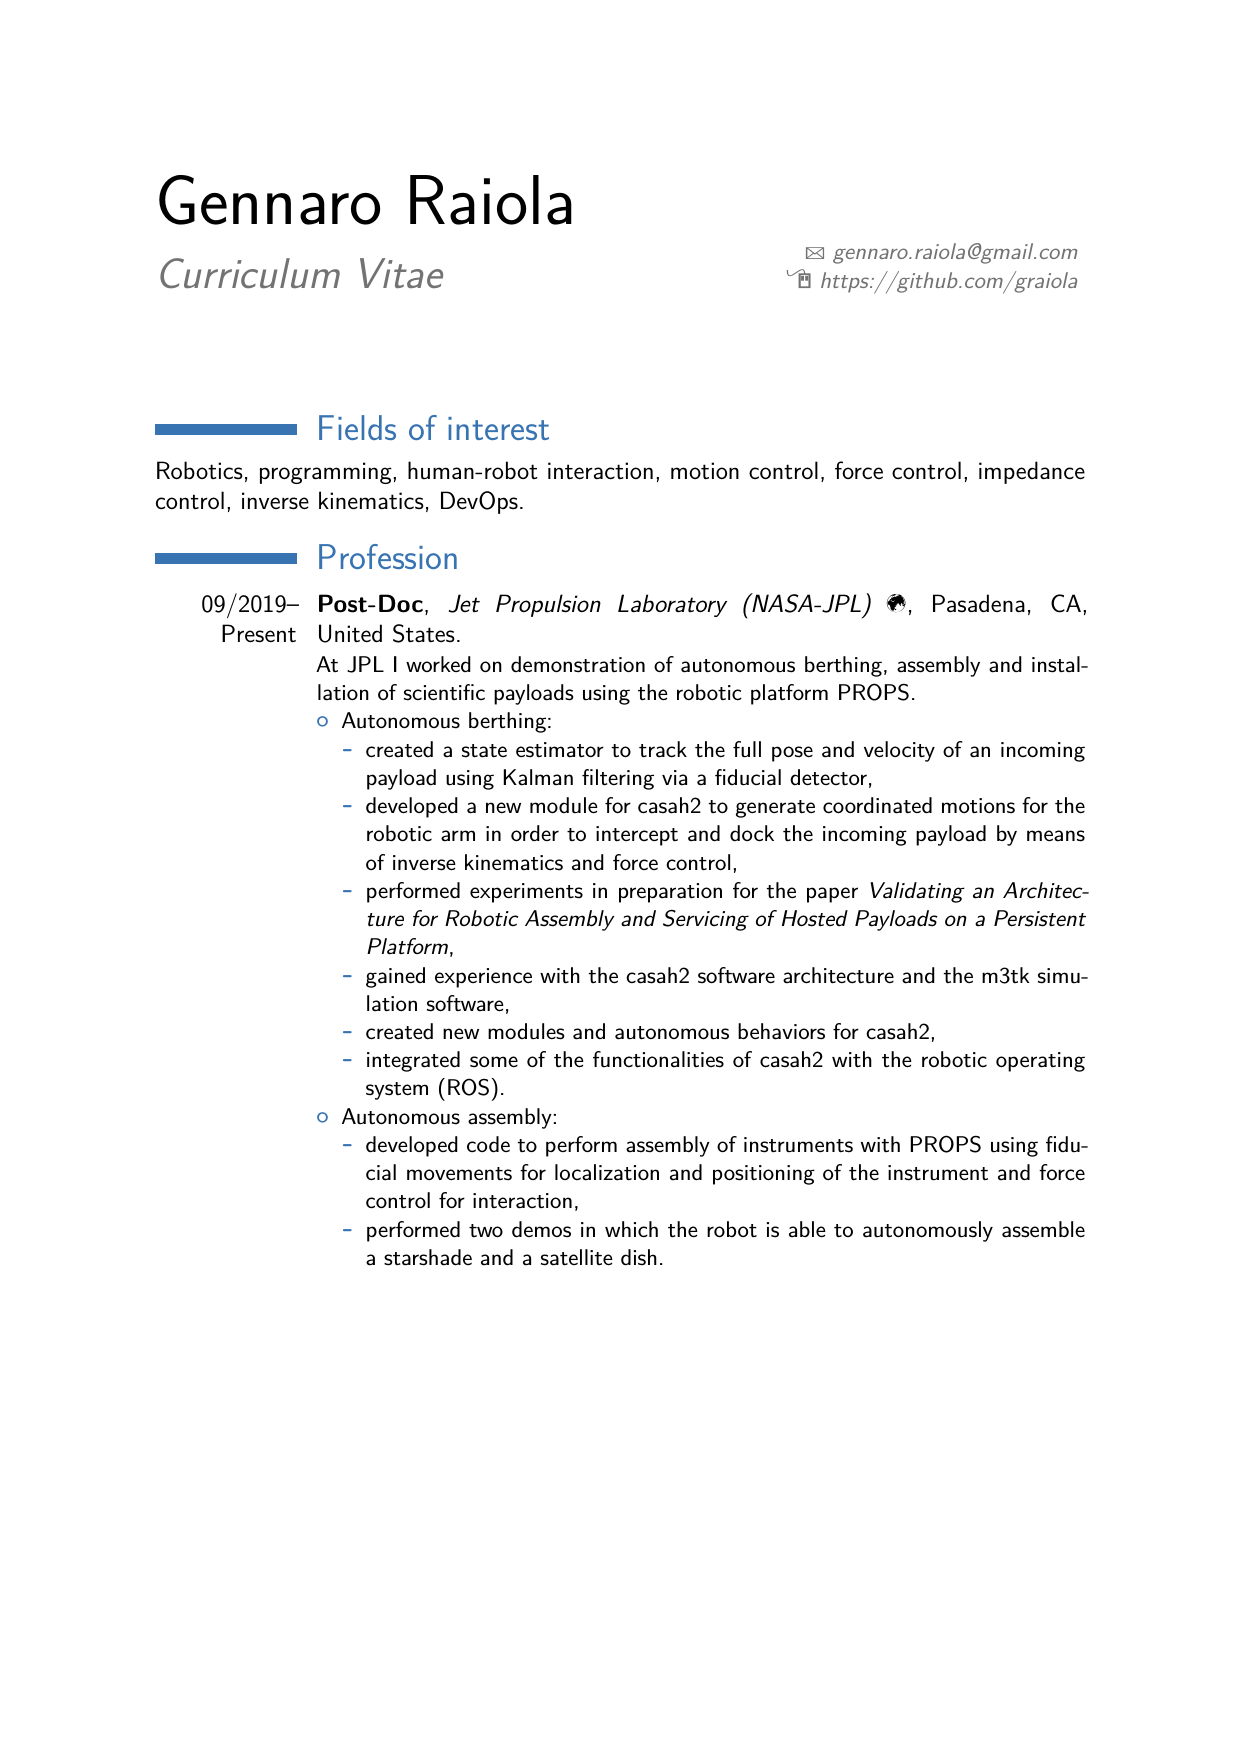 Gennaro Raiola
Curriculum Vitae
gennaro.raiola@gmail.com
https://github.com/graiola
Fields of interest
Robotics, programming, human-robot interaction, motion control, force control, impedance
control, inverse kinematics, DevOps.
Profession
09/2019–
Present
Post-Doc, Jet Propulsion Laboratory (NASA-JPL) , Pasadena, CA,
United States.
At JPL I worked on demonstration of autonomous berthing, assembly and instal-
lation of scientific payloads using the robotic platform PROPS.
○ Autonomous berthing:
– created a state estimator to track the full pose and velocity of an incoming
payload using Kalman filtering via a fiducial detector,
– developed a new module for casah2 to generate coordinated motions for the
robotic arm in order to intercept and dock the incoming payload by means
of inverse kinematics and force control,
– performed experiments in preparation for the paper Validating an Architec-
ture for Robotic Assembly and Servicing of Hosted Payloads on a Persistent
Platform,
– gained experience with the casah2 software architecture and the m3tk simu-
lation software,
– created new modules and autonomous behaviors for casah2,
– integrated some of the functionalities of casah2 with the robotic operating
system (ROS).
○ Autonomous assembly:
– developed code to perform assembly of instruments with PROPS using fidu-
cial movements for localization and positioning of the instrument and force
control for interaction,
– performed two demos in which the robot is able to autonomously assemble
a starshade and a satellite dish.